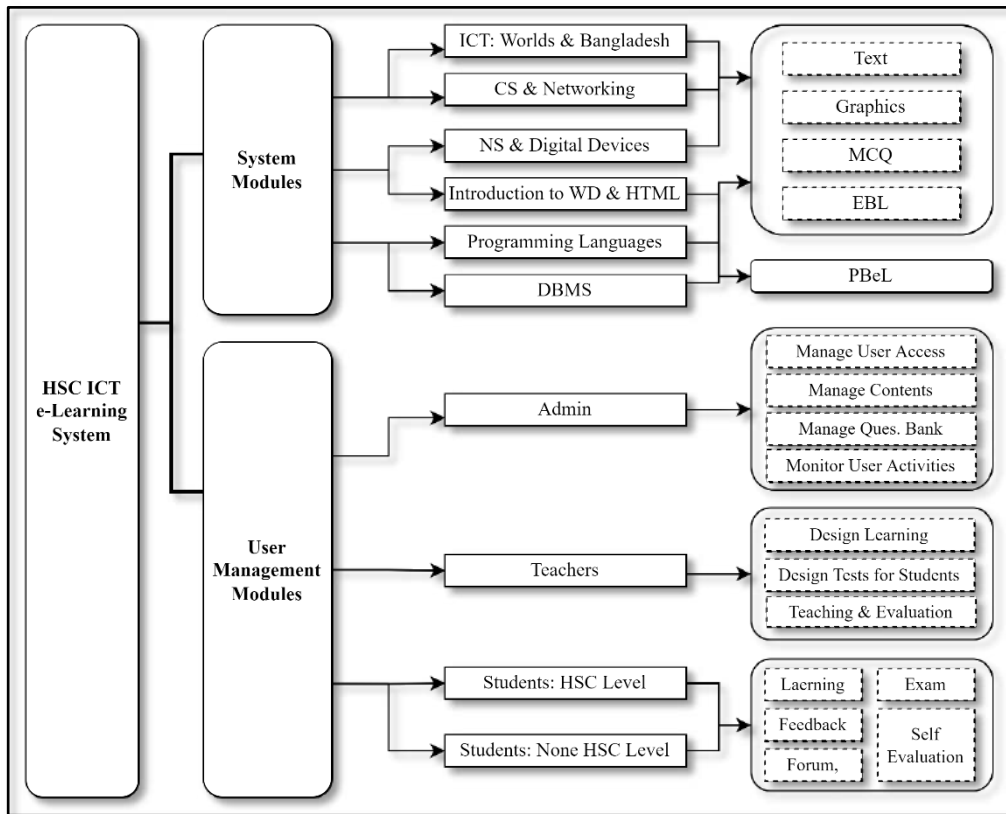 HSC ICT
e-Learning
System
System
Modules
ICT: Worlds & Bangladesh
CS & Networking
NS & Digital Devices
Introduction to WD & HTML
Programming Languages
DBMS
Text
Graphics
MCQ
EBL
PBeL
User
Management
Modules
Admin
Manage User Access
Manage Contents
Manage Ques. Bank
Monitor User Activities
Teachers
Design Learning
Design Tests for Students
Teaching & Evaluation
Students: HSC Level
Students: None HSC Level
Laerning
Exam
Feedback
Self
Evaluation
Forum,